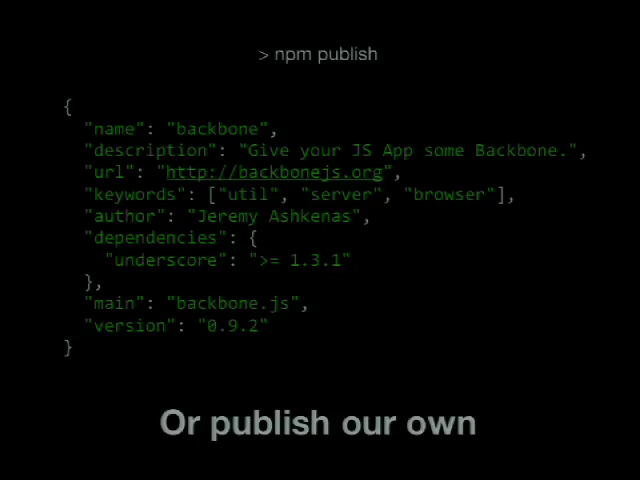 > npm publish
{
"name": "backbone",
"description": "Give your JS App some Backbone.",
"url": "http://backbonejs.org",
"keywords": ["util", "server", "browser"],
"author": "Jeremy Ashkenas",
"dependencies": {
"underscore": ">= 1.3.1"
},
"main": "backbone.js",
"version": "0.9.2"
}
Or publish our own